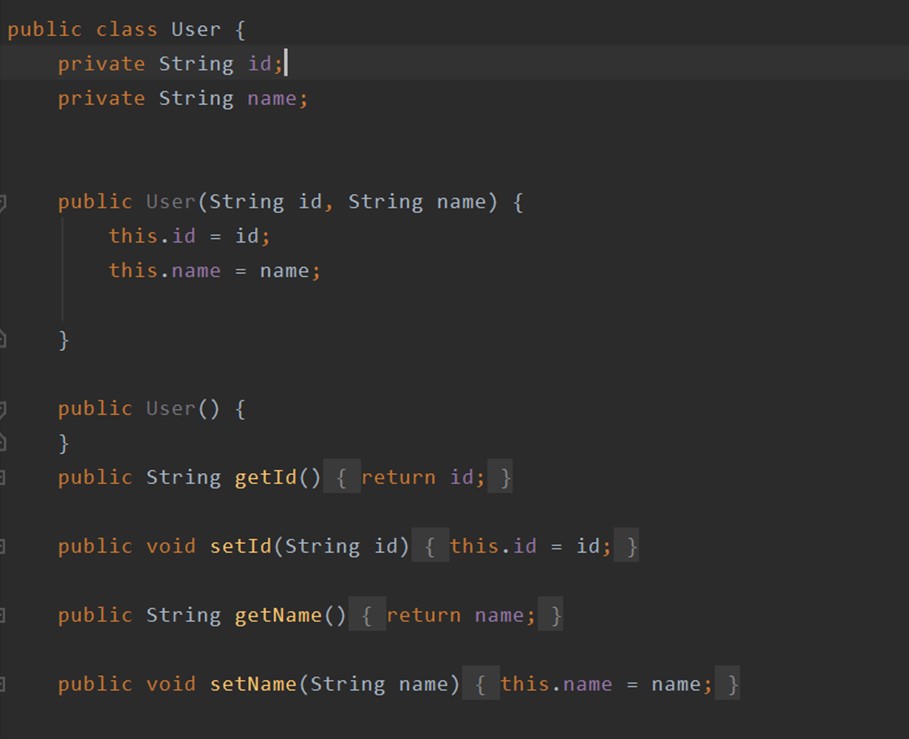 public class User {
private String id;
private String name;
public User(String id, String name) {
this.id = id;
this.name = name;
}
public User() {
}
public String getId() { return id; }
public void setId(String id) { this.id = id; }
public String getName() { return name; }
public void setName(String name) { this.name = name; }